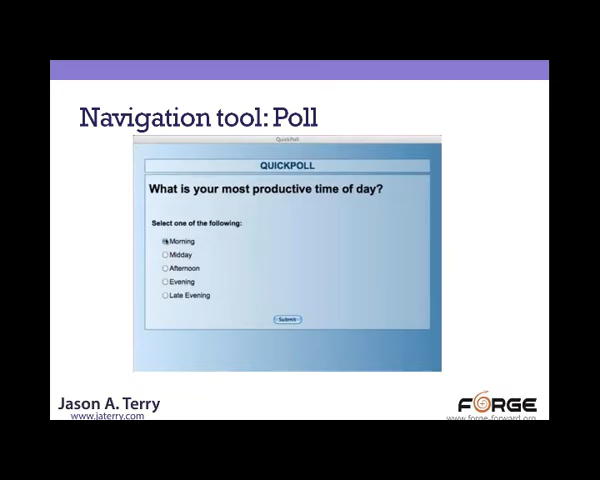 Navigation tool: Poll
QuickPoll
QUICKPOLL
What is your most productive time of day?
Select one of the following:
Morning
Midday
Afternoon
Evening
Late Evening
Submit
Jason A. Terry
www.jaterry.com
FORGE
www.forge-forward.org